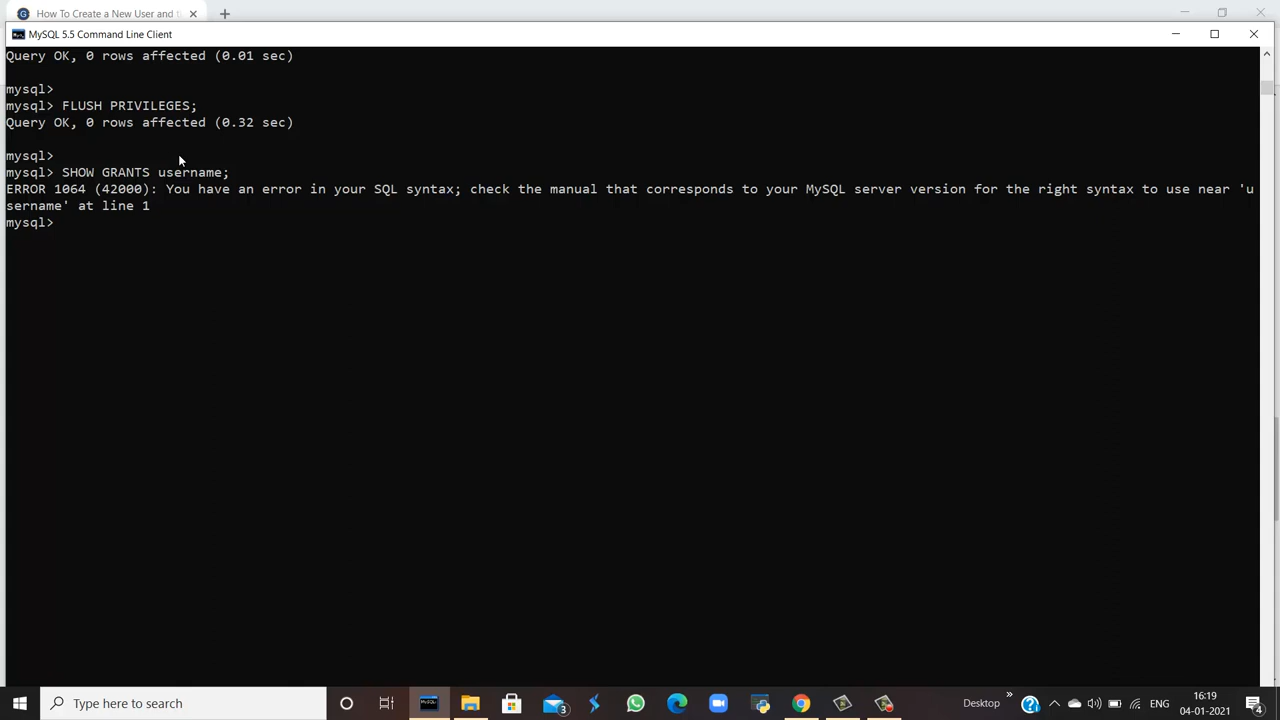 How To Create a New User and t
MySQL 5.5 Command Line Client
Query OK, 0 rows affected (0.01 sec)
mysql>
mysql> FLUSH PRIVILEGES;
Query OK, 0 rows affected (0.32 sec)
mysql>
mysql> SHOW GRANTS username;
ERROR 1064 (42000): You have an error in your SQL syntax; check the manual that corresponds to your MySQL server version for the right syntax to use near 'u
sername' at line 1
mysql>
Type here to search
3
Desktop
»
ENG
16:19
04-01-2021
4